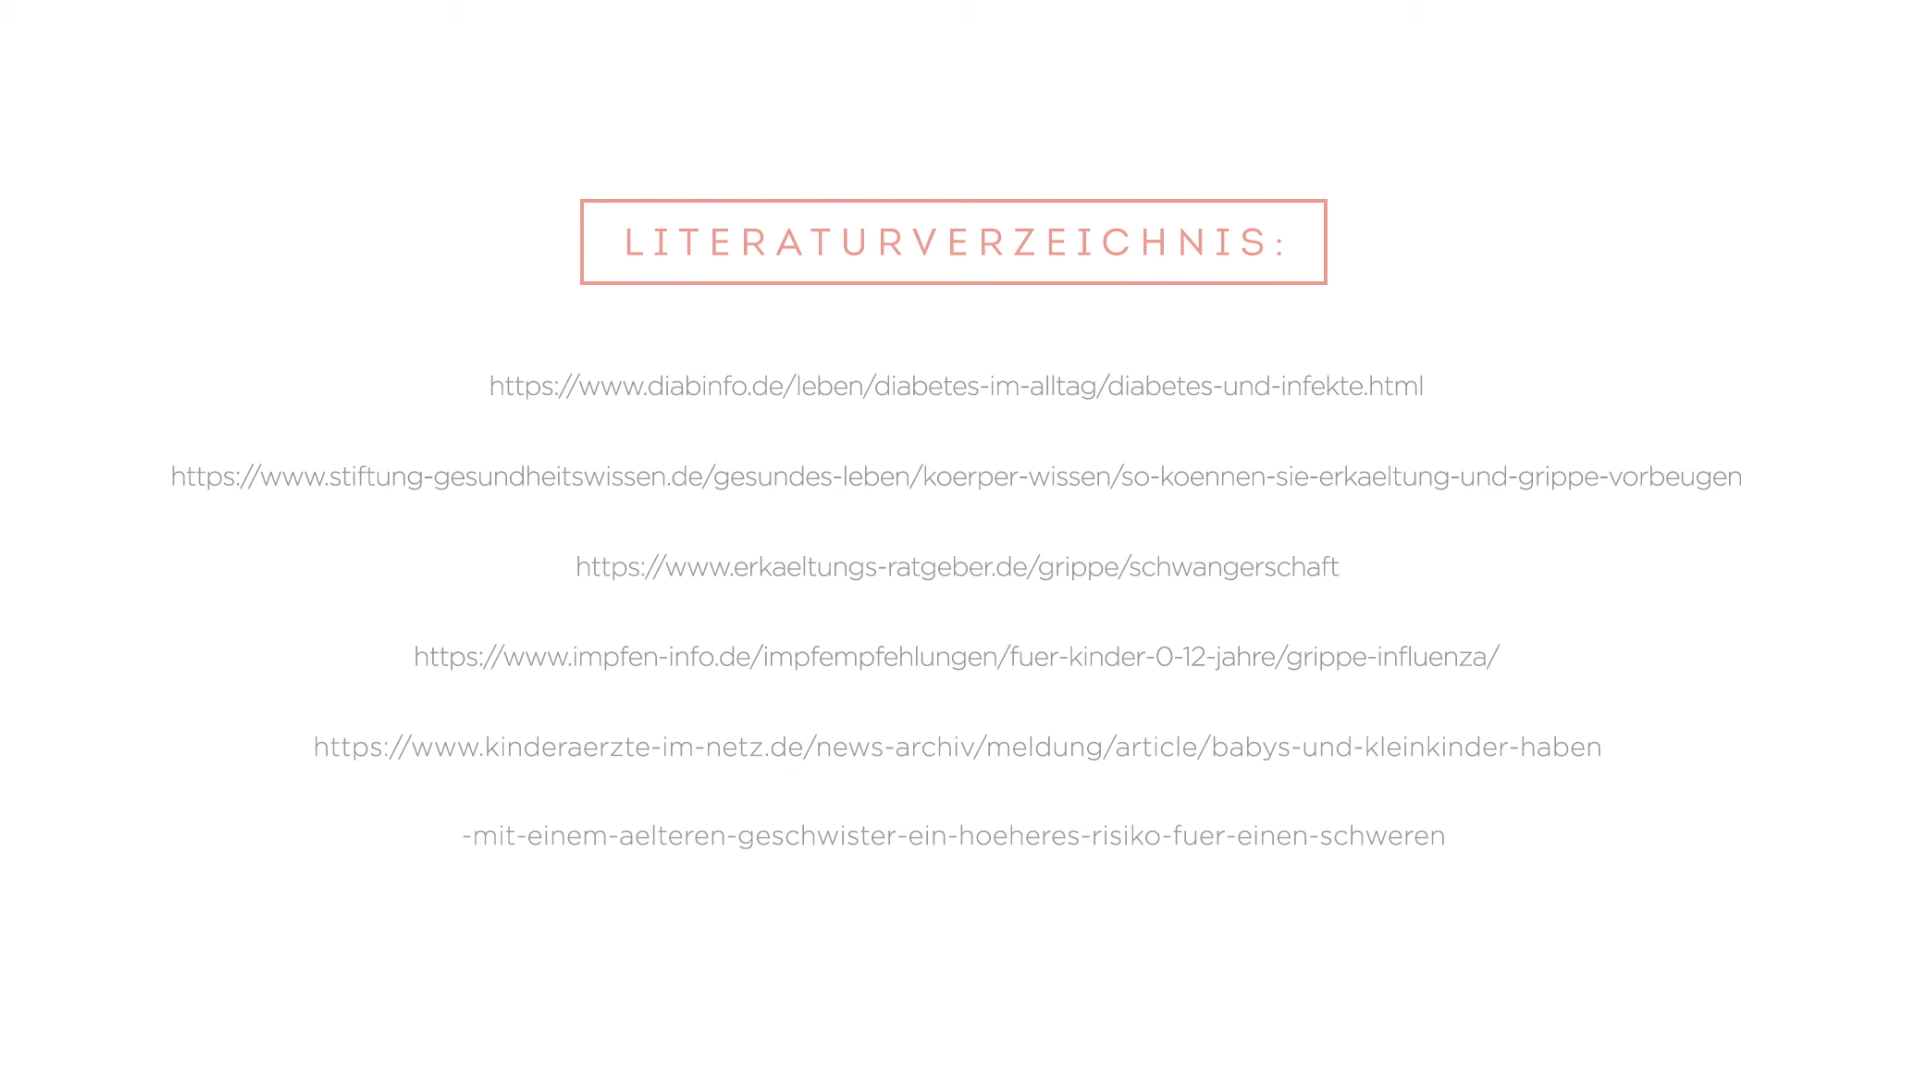 LITERATURVERZEICHNIS:
https://www.diabinfo.de/leben/diabetes-im-alltag/diabetes-und-infekte.html
https://www.stiftung-gesundheitswissen.de/gesundes-leben/koerper-wissen/so-koennen-sie-erkaeltung-und-grippe-vorbeugen
https://www.erkaeltungs-ratgeber.de/grippe/schwangerschaft
https://www.impfen-info.de/impfempfehlungen/fuer-kinder-0-12-jahre/grippe-influenza/
https://www.kinderaerzte-im-netz.de/news-archiv/meldung/article/babys-und-kleinkinder-haben
-mit-einem-aelteren-geschwister-ein-hoeheres-risiko-fuer-einen-schweren